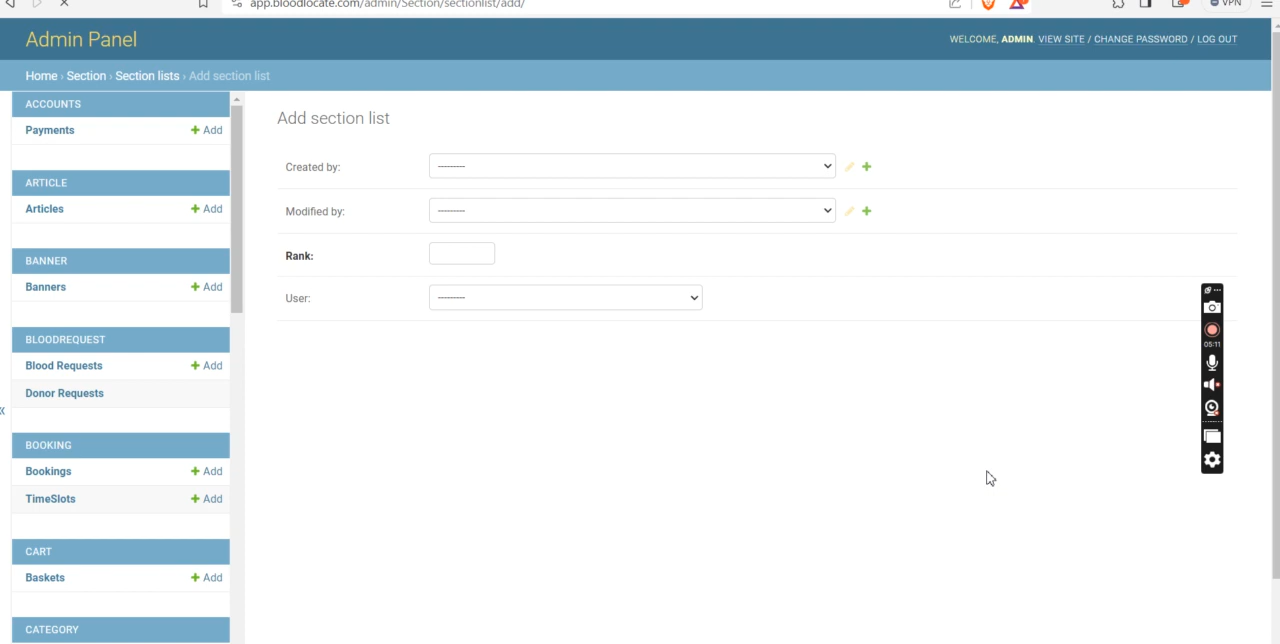 app.bloodlocate.com/admin/Section/sectionlist/add/
VPN
Admin Panel
WELCOME, ADMIN. VIEW SITE / CHANGE PASSWORD / LOG OUT
Home › Section › Section lists › Add section list
ACCOUNTS
Payments + Add
ARTICLE
Articles + Add
BANNER
Banners + Add
BLOODREQUEST
Blood Requests + Add
Donor Requests
BOOKING
Bookings + Add
TimeSlots + Add
CART
Baskets + Add
CATEGORY
Add section list
Created by: ---------
Modified by: ---------
Rank:
User: ---------
05:11